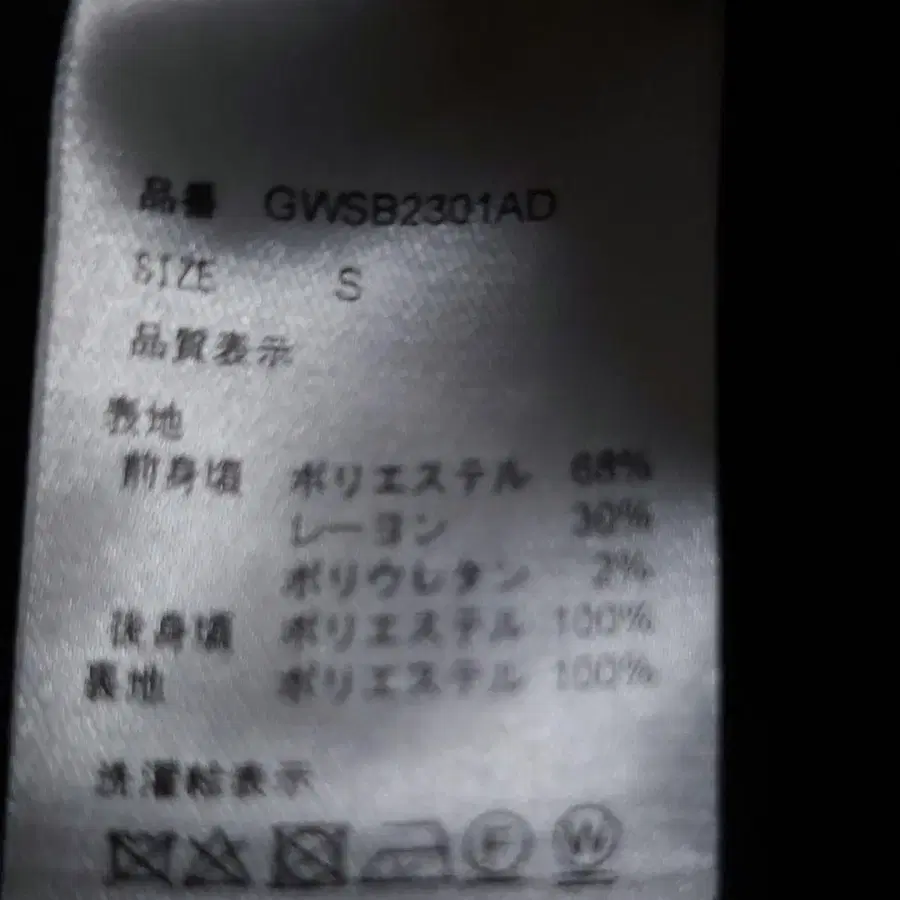 品番 GWSB2301AD
SIZE S
品質表示
表地
前身頃 ポリエステル 68%
レーヨン 30%
ポリウレタン 2%
後身頃 ポリエステル 100%
裏地 ポリエステル 100%
洗濯絵表示
F W